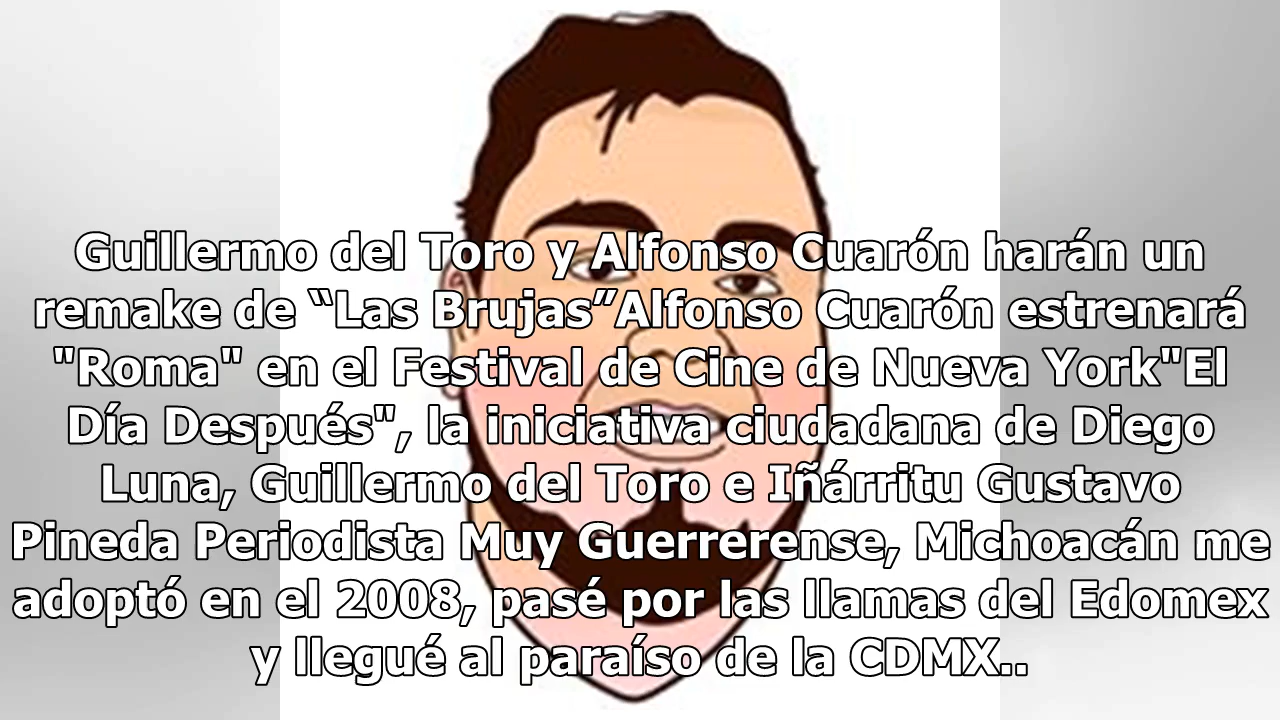 Guillermo del Toro y Alfonso Cuarón harán un
remake de “Las Brujas”Alfonso Cuarón estrenará
"Roma" en el Festival de Cine de Nueva York"El
Día Después", la iniciativa ciudadana de Diego
Luna, Guillermo del Toro e Iñárritu Gustavo
Pineda Periodista Muy Guerrerense, Michoacán me
adoptó en el 2008, pasé por las llamas del Edomex
y llegué al paraíso de la CDMX..